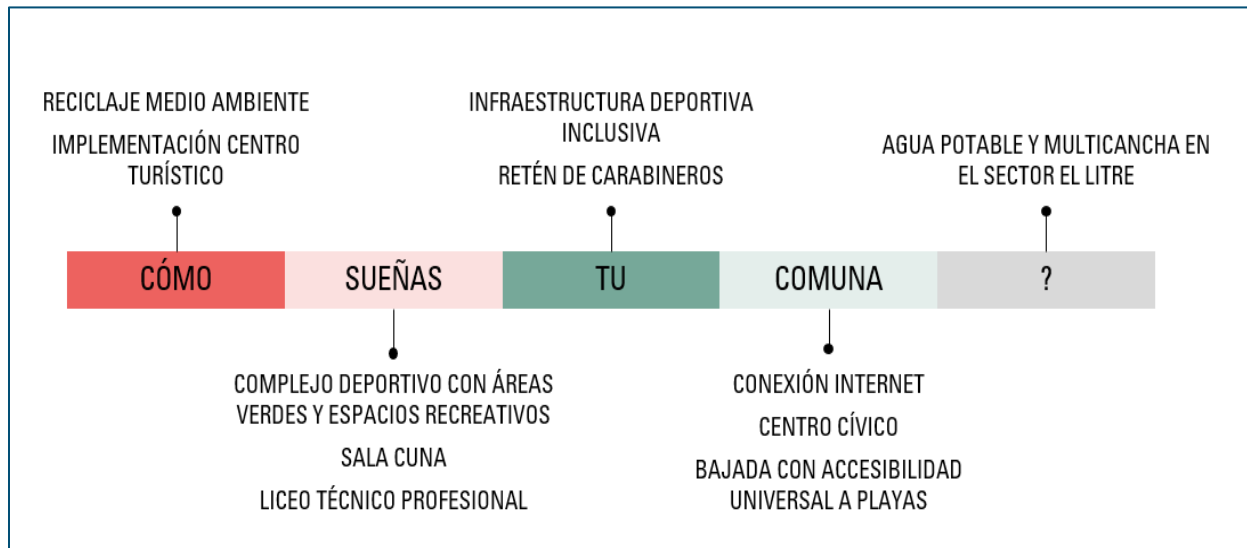 RECICLAJE MEDIO AMBIENTE
IMPLEMENTACIÓN CENTRO
TURÍSTICO
INFRAESTRUCTURA DEPORTIVA
INCLUSIVA
RETÉN DE CARABINEROS
AGUA POTABLE Y MULTICANCHA EN
EL SECTOR EL LITRE
CÓMO
SUEÑAS
TU
COMUNA
?
COMPLEJO DEPORTIVO CON ÁREAS
VERDES Y ESPACIOS RECREATIVOS
SALA CUNA
LICEO TÉCNICO PROFESIONAL
CONEXIÓN INTERNET
CENTRO CÍVICO
BAJADA CON ACCESIBILIDAD
UNIVERSAL A PLAYAS